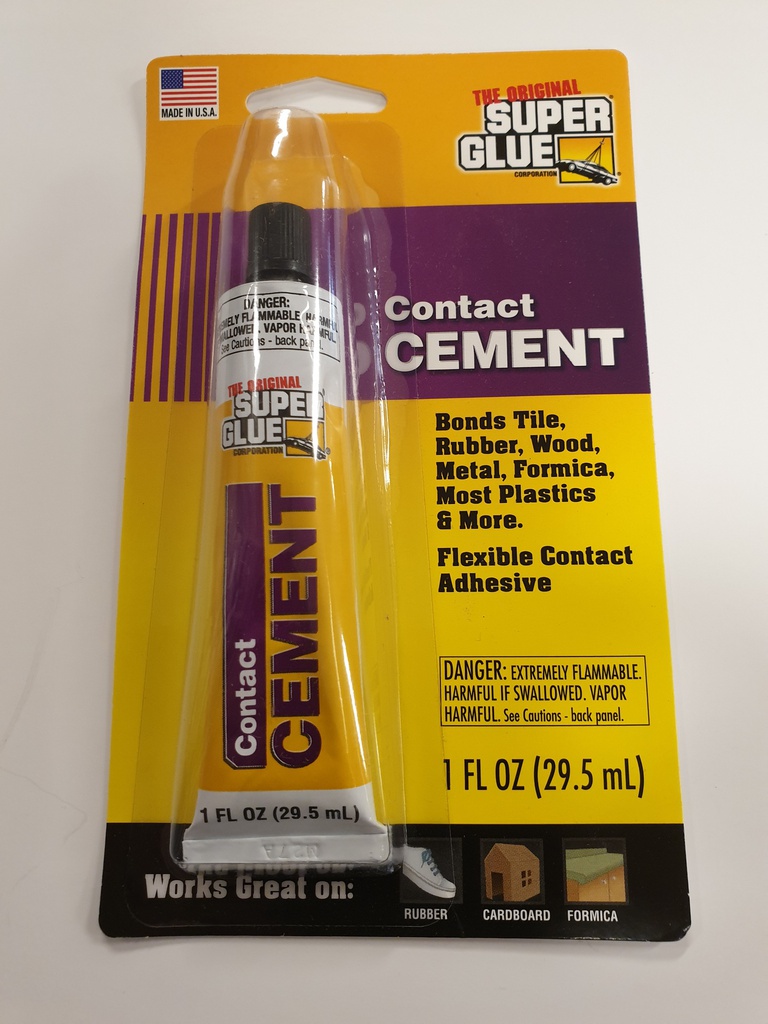 MADE IN U.S.A.
THE ORIGINAL
SUPER
GLUE
CORPORATION
Contact
CEMENT
Bonds Tile,
Rubber, Wood,
Metal, Formica,
Most Plastics
& More.
Flexible Contact
Adhesive
DANGER: EXTREMELY FLAMMABLE.
HARMFUL IF SWALLOWED. VAPOR
HARMFUL. See Cautions - back panel.
1 FL OZ (29.5 mL)
DANGER:
FLAMMABLE
SWALLOWED. VAPOR
See Cautions - back panel.
THE ORIGINAL
SUPER
GLUE
CORPORATION
Contact
CEMENT
1 FL OZ (29.5 mL)
Works Great on:
RUBBER CARDBOARD FORMICA